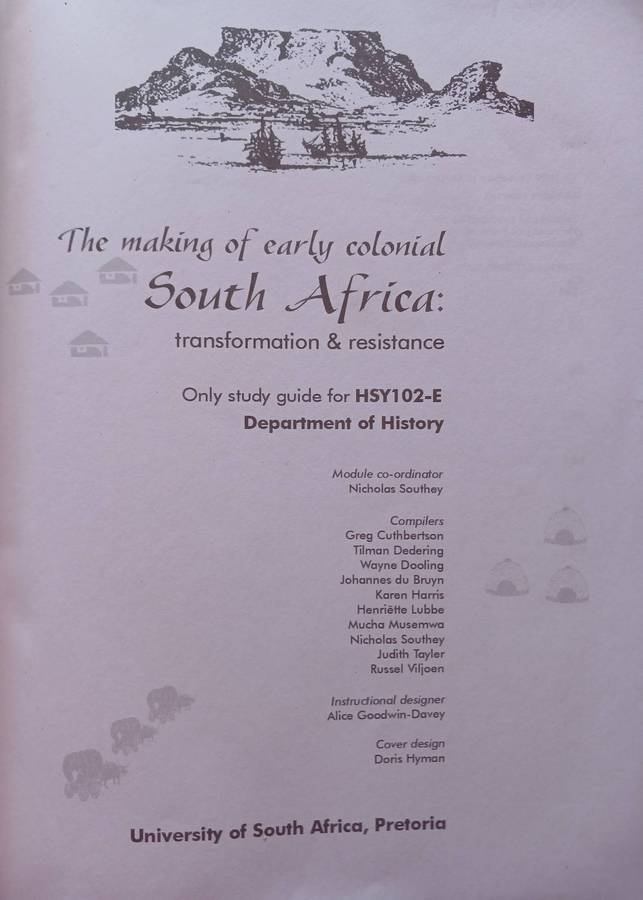 The making of early colonial
South Africa:
transformation & resistance
Only study guide for HSY102-E
Department of History
Module co-ordinator
Nicholas Southey
Compilers
Greg Cuthbertson
Tilman Dedering
Wayne Dooling
Johannes du Bruyn
Karen Harris
Henriëtte Lubbe
Mucha Musemwa
Nicholas Southey
Judith Tayler
Russel Viljoen
Instructional designer
Alice Goodwin-Davey
Cover design
Doris Hyman
University of South Africa, Pretoria